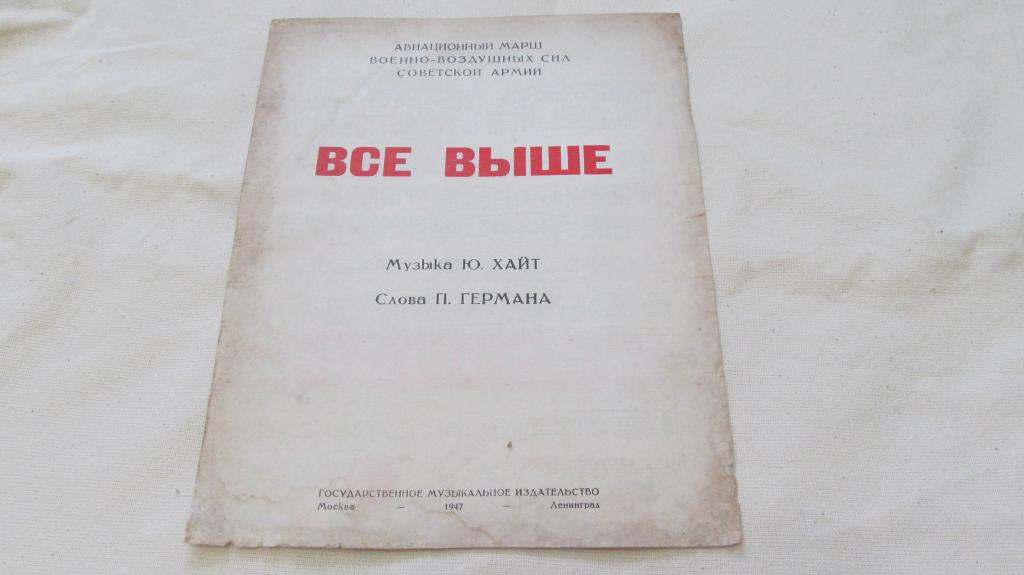 АВИАЦИОННЫЙ МАРШ
ВОЕННО-ВОЗДУШНЫХ СИЛ
СОВЕТСКОЙ АРМИИ
ВСЕ ВЫШЕ
Музыка Ю. ХАЙТ
Слова П. ГЕРМАНА
ГОСУДАРСТВЕННОЕ МУЗЫКАЛЬНОЕ ИЗДАТЕЛЬСТВО
Москва – 1947 – Ленинград